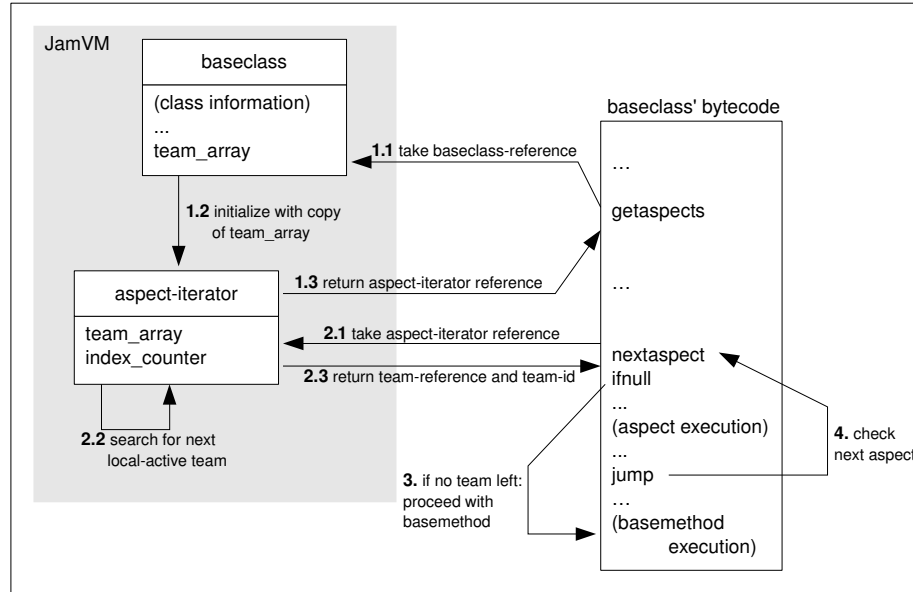 JamVM
baseclass
(class information)
...
team_array
1.1 take baseclass-reference
1.2 initialize with copy
of team_array
aspect-iterator
team_array
index_counter
1.3 return aspect-iterator reference
2.1 take aspect-iterator reference
2.3 return team-reference and team-id
2.2 search for next
local-active team
3. if no team left:
proceed with
basemethod
baseclass' bytecode
...
getaspects
...
nextaspect
ifnull
...
(aspect execution)
...
jump
...
(basemethod
execution)
4. check
next aspect